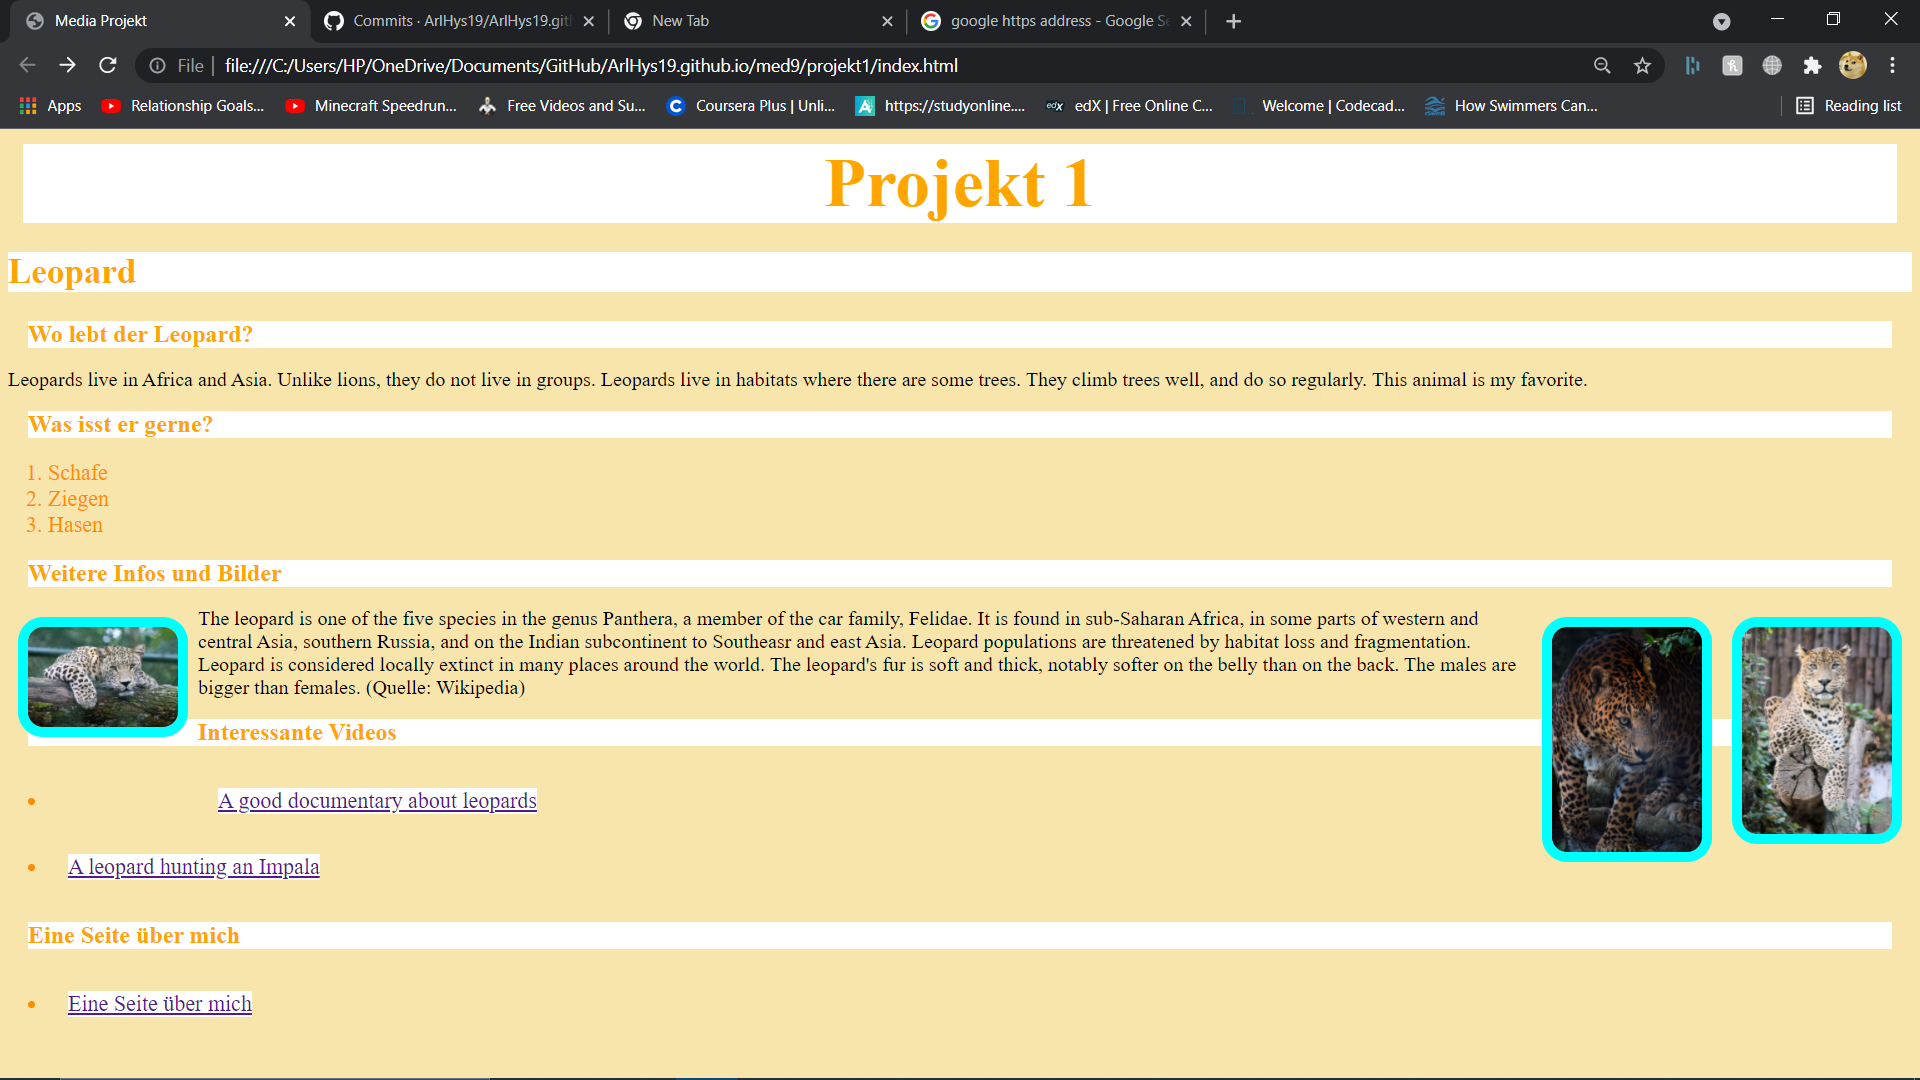 Media Projekt
Commits · ArlHys19/ArlHys19.git
New Tab
google https address - Google Se
File
file:///C:/Users/HP/OneDrive/Documents/GitHub/ArlHys19.github.io/med9/projekt1/index.html
Apps
Relationship Goals...
Minecraft Speedrun...
Free Videos and Su...
Coursera Plus | Unli...
https://studyonline....
edX | Free Online C...
Welcome | Codecad...
How Swimmers Can...
Reading list
Projekt 1
Leopard
Wo lebt der Leopard?
Leopards live in Africa and Asia. Unlike lions, they do not live in groups. Leopards live in habitats where there are some trees. They climb trees well, and do so regularly. This animal is my favorite.
Was isst er gerne?
1. Schafe
2. Ziegen
3. Hasen
Weitere Infos und Bilder
The leopard is one of the five species in the genus Panthera, a member of the car family, Felidae. It is found in sub-Saharan Africa, in some parts of western and
central Asia, southern Russia, and on the Indian subcontinent to Southeasr and east Asia. Leopard populations are threatened by habitat loss and fragmentation.
Leopard is considered locally extinct in many places around the world. The leopard's fur is soft and thick, notably softer on the belly than on the back. The males are
bigger than females. (Quelle: Wikipedia)
Interessante Videos
A good documentary about leopards
A leopard hunting an Impala
Eine Seite über mich
Eine Seite über mich